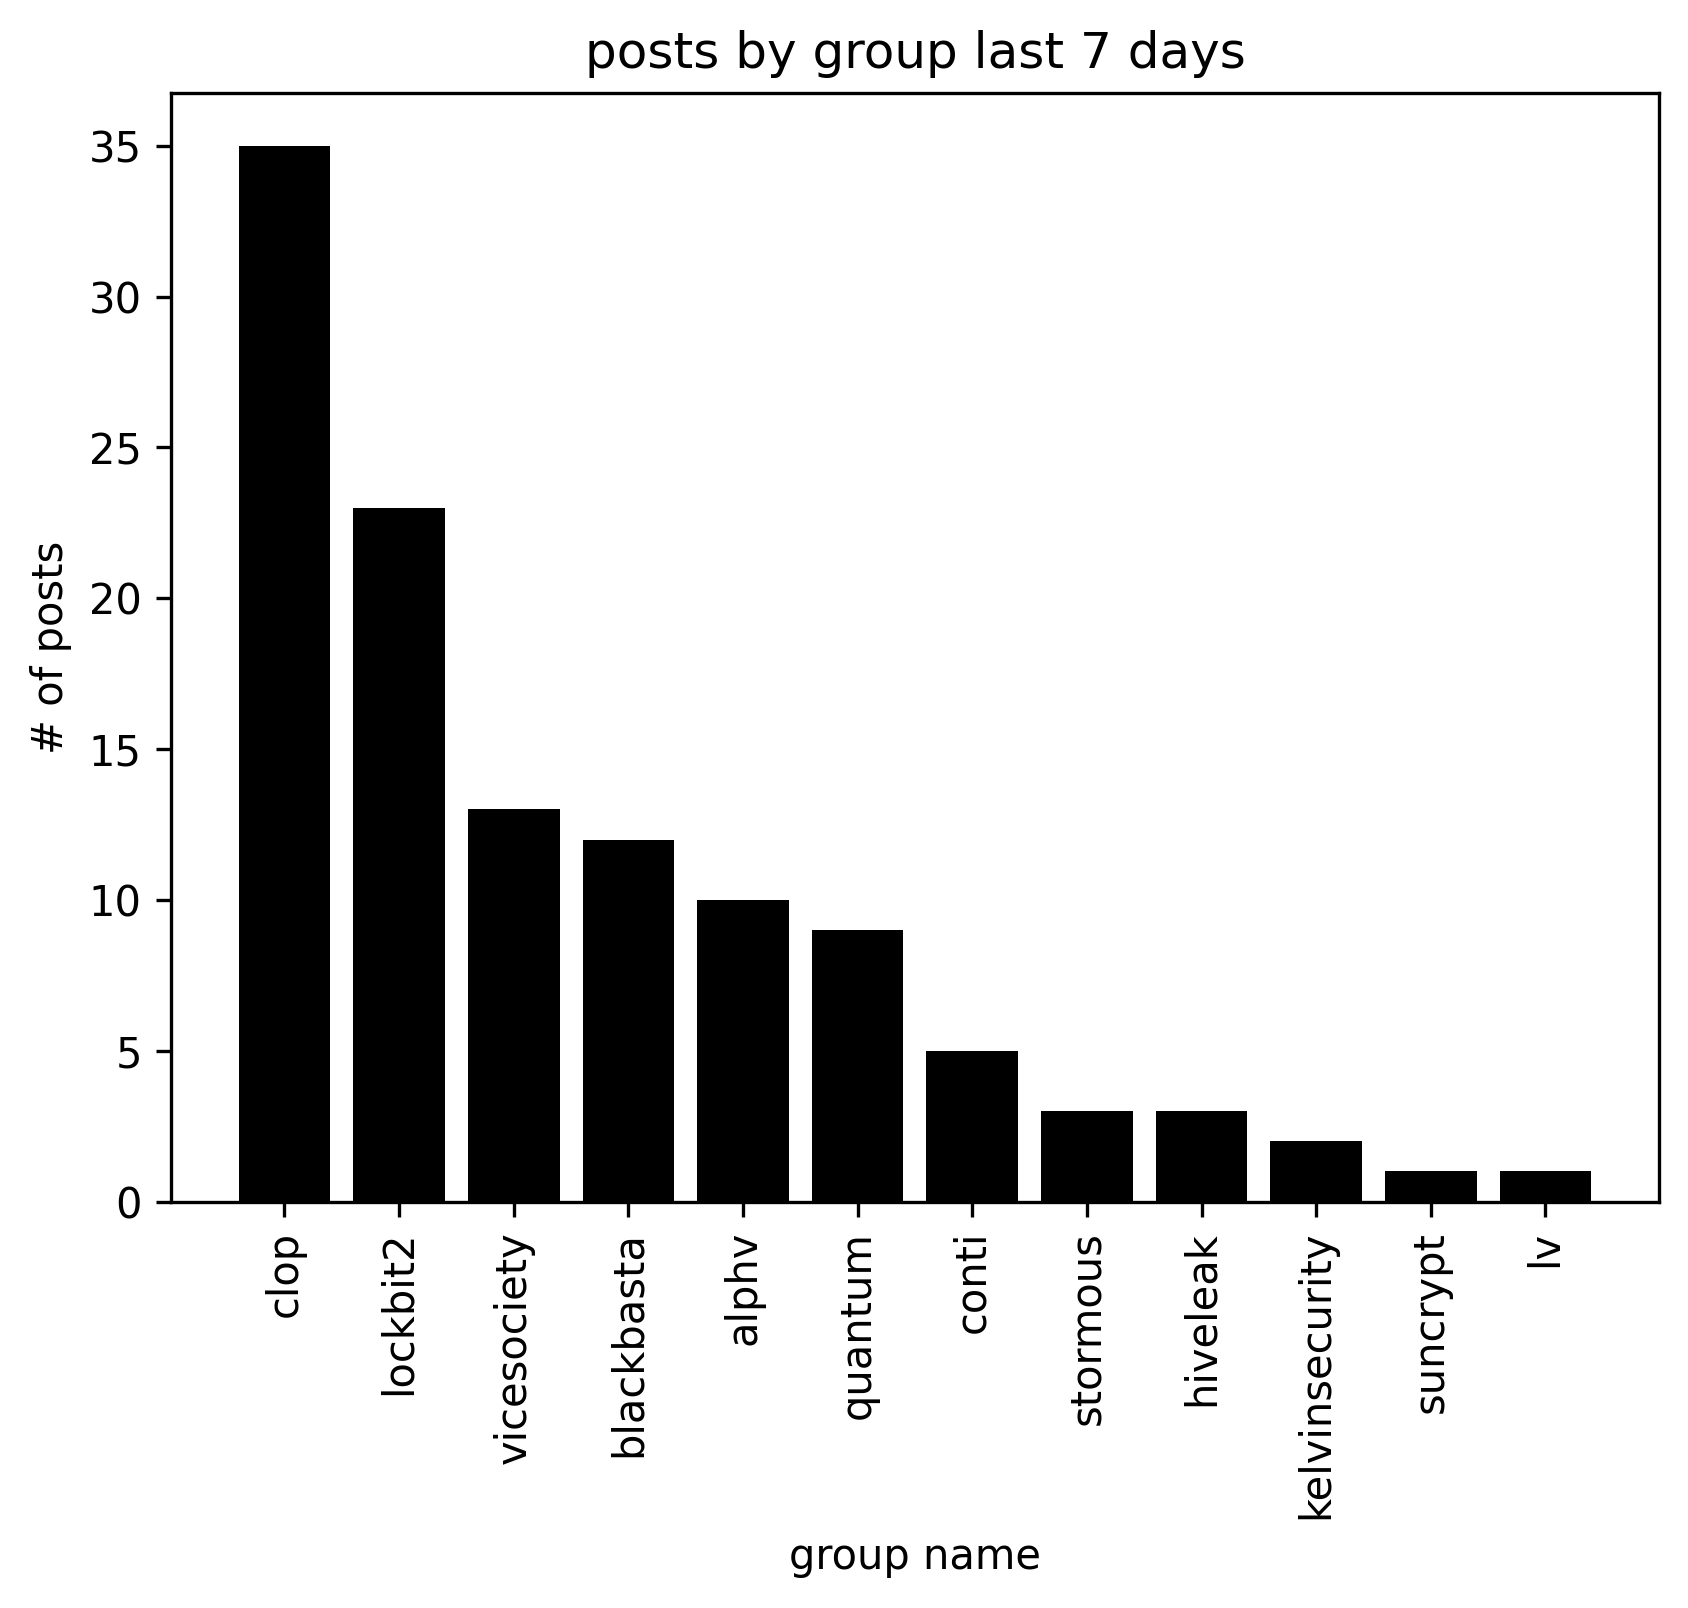 posts by group last 7 days
# of posts
35
30
25
20
15
10
5
0
clop
lockbit2
vicesociety
blackbasta
alphv
quantum
conti
stormous
hiveleak
kelvinsecurity
suncrypt
lv
group name